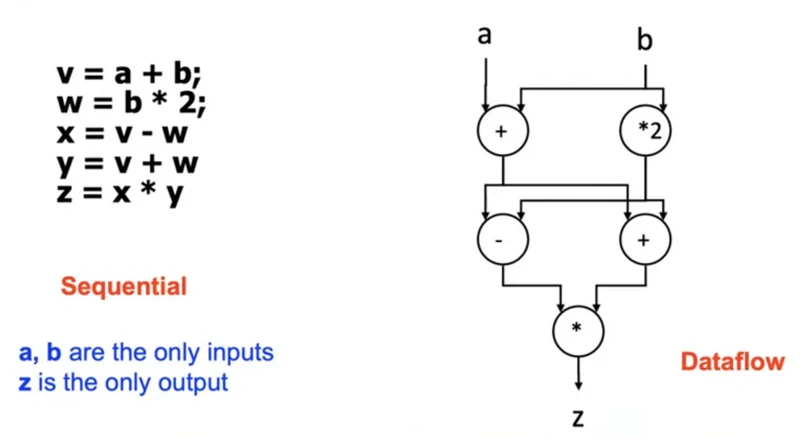 v = a + b;
w = b * 2;
x = v - w
y = v + w
z = x * y
Sequential
a, b are the only inputs
z is the only output
a
b
+
*2
-
+
*
z
Dataflow